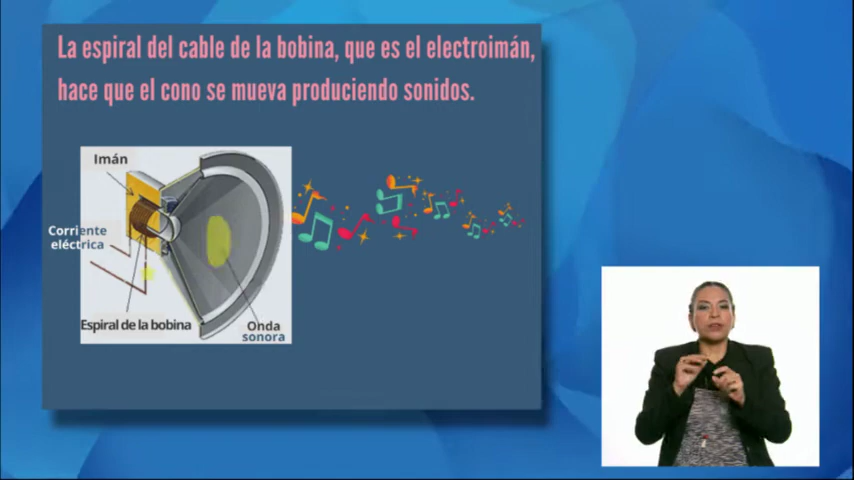 La espiral del cable de la bobina, que es el electroimán,
hace que el cono se mueva produciendo sonidos.
Imán
Corriente
eléctrica
Espiral de la bobina
Onda
sonora